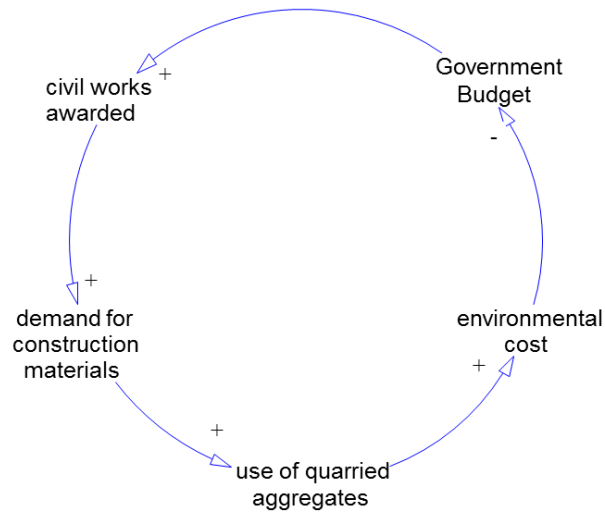 Government
Budget
+
civil works
awarded
-
+
demand for
construction
materials
environmental
cost
+
+
use of quarried
aggregates